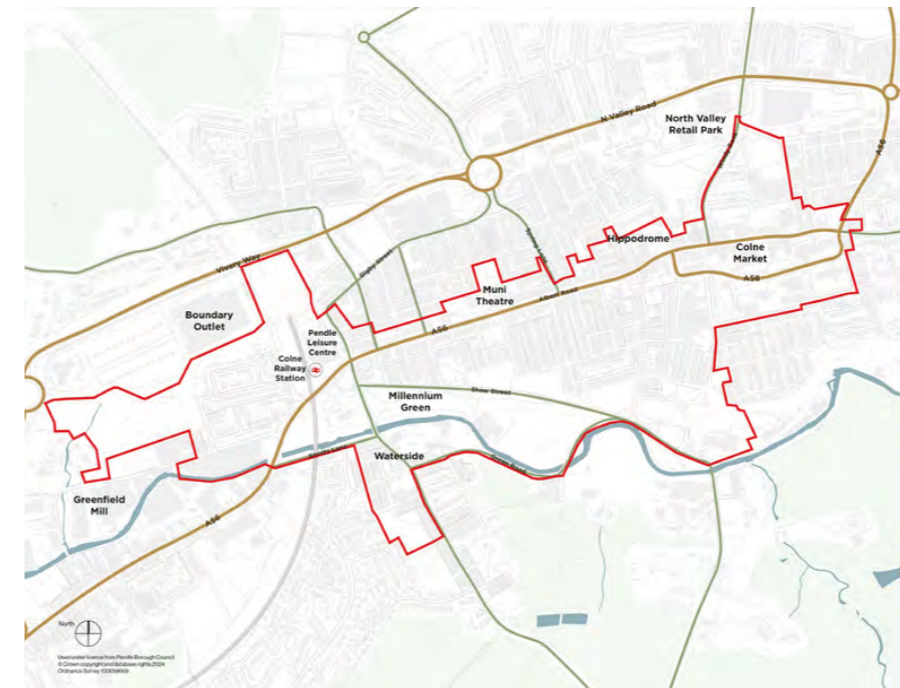 N Valley Road
North Valley
Retail Park
A56
Hippodrome
Colne
Market
A56
Vivary Way
Rigby Street
Muni
Theatre
Albert Road
A56
Boundary
Outlet
Pendle
Leisure
Centre
Colne
Railway
Station
Shaw Street
Millennium
Green
Waterside
Greenfield
Mill
A56
North
Used under licence from Pendle Borough Council
© Crown copyright and database rights 2024